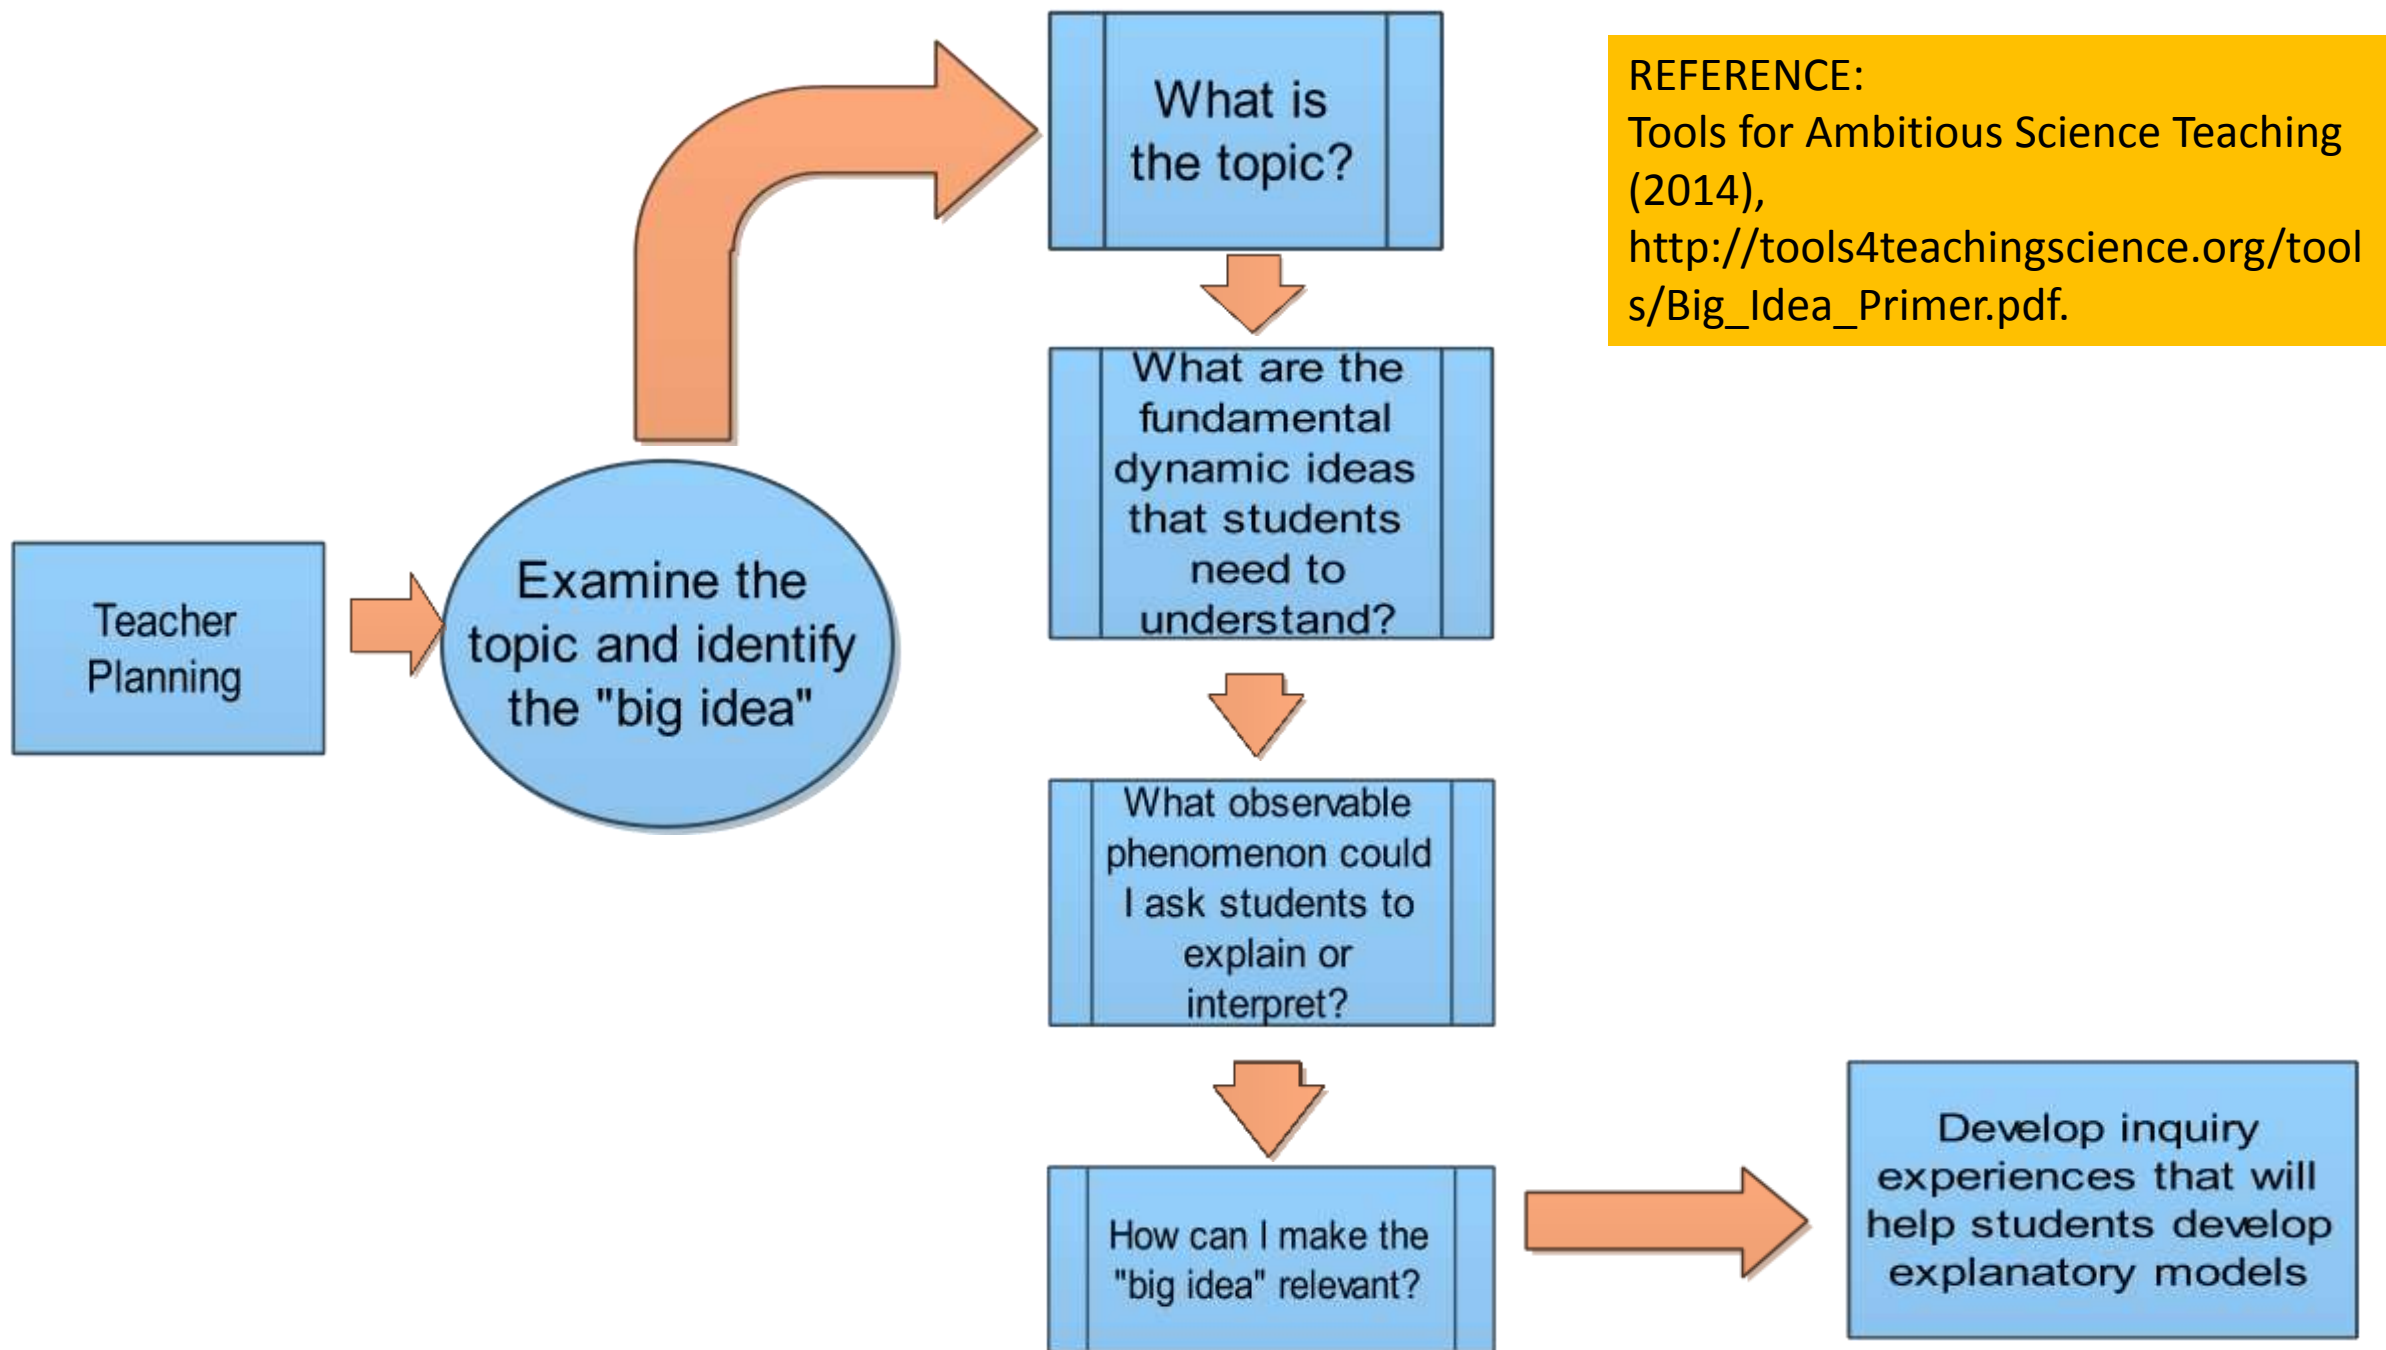 Teacher
Planning
Examine the
topic and identify
the "big idea"
What is
the topic?
What are the
fundamental
dynamic ideas
that students
need to
understand?
What observable
phenomenon could
I ask students to
explain or
interpret?
How can I make the
"big idea" relevant?
Develop inquiry
experiences that will
help students develop
explanatory models
REFERENCE:
Tools for Ambitious Science Teaching
(2014),
http://tools4teachingscience.org/tool
s/Big_Idea_Primer.pdf.